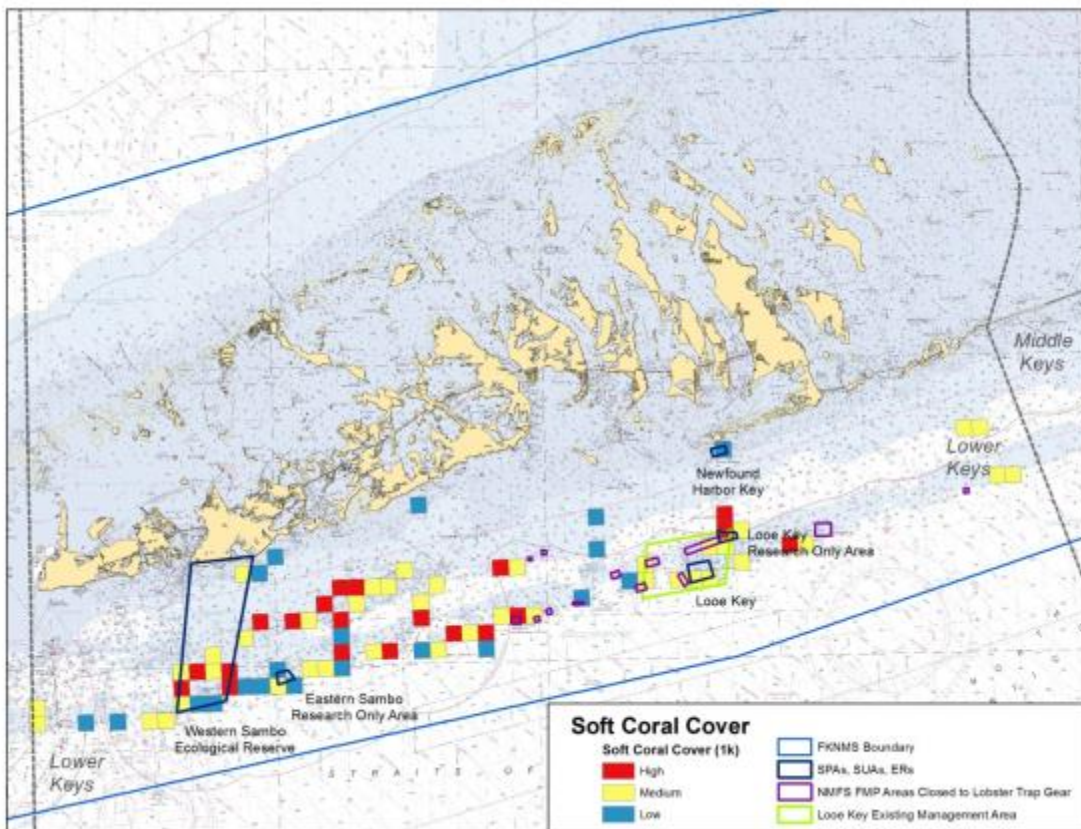 Middle
Keys
Lower
Keys
Newfound
Harbor Key
Looe Key
Research Only Area
Looe Key
Eastern Sambo
Research Only Area
Western Sambo
Ecological Reserve
Lower
Keys
STRAITS OF
Soft Coral Cover
Soft Coral Cover (1k)
High
Medium
Low
FKNMS Boundary
SPAs, SUAs, ERs
NMFS FMP Areas Closed to Lobster Trap Gear
Looe Key Existing Management Area